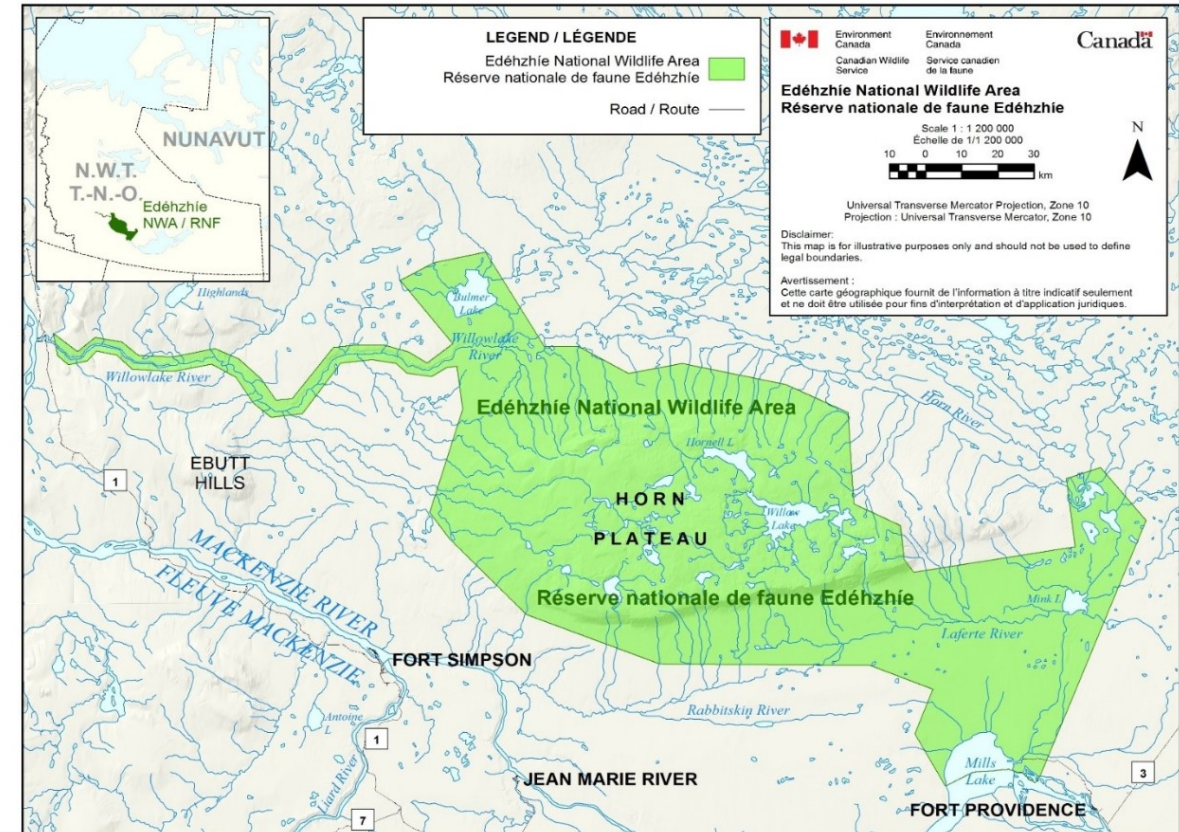 LEGEND / LÉGENDE
Edéhzhíe National Wildlife Area
Réserve nationale de faune Edéhzhíe
Road / Route
Environment
Canada
Canadian Wildlife
Service
Environnement
Canada
Service canadien
de la faune
Canada
Edéhzhíe National Wildlife Area
Réserve nationale de faune Edéhzhíe
Scale 1 : 1 200 000
Échelle de 1/1 200 000
10 0 10 20 30
km
N
Universal Transverse Mercator Projection, Zone 10
Projection : Universal Transverse Mercator, Zone 10
Disclaimer:
This map is for illustrative purposes only and should not be used to define
legal boundaries.
Avertissement :
Cette carte géographique fournit de l'information à titre indicatif seulement
et ne doit être utilisée pour fins d'interprétation et d'application juridiques.
NUNAVUT
N.W.T.
T.-N.-O.
Edéhzhíe
NWA / RNF
Highlands
Bulmer
Lake
Willowlake
River
Willowlake River
Horn River
Edéhzhíe National Wildlife Area
Hornell L
EBUTT
HILLS
1
HORN
PLATEAU
Willow
Lake
MACKENZIE RIVER
FLEUVE MACKENZIE
Réserve nationale de faune Edéhzhíe
Mink L
Laferte River
FORT SIMPSON
Rabbitskin River
Antoine
L
1
Liard River
7
JEAN MARIE RIVER
Mills
Lake
3
FORT PROVIDENCE